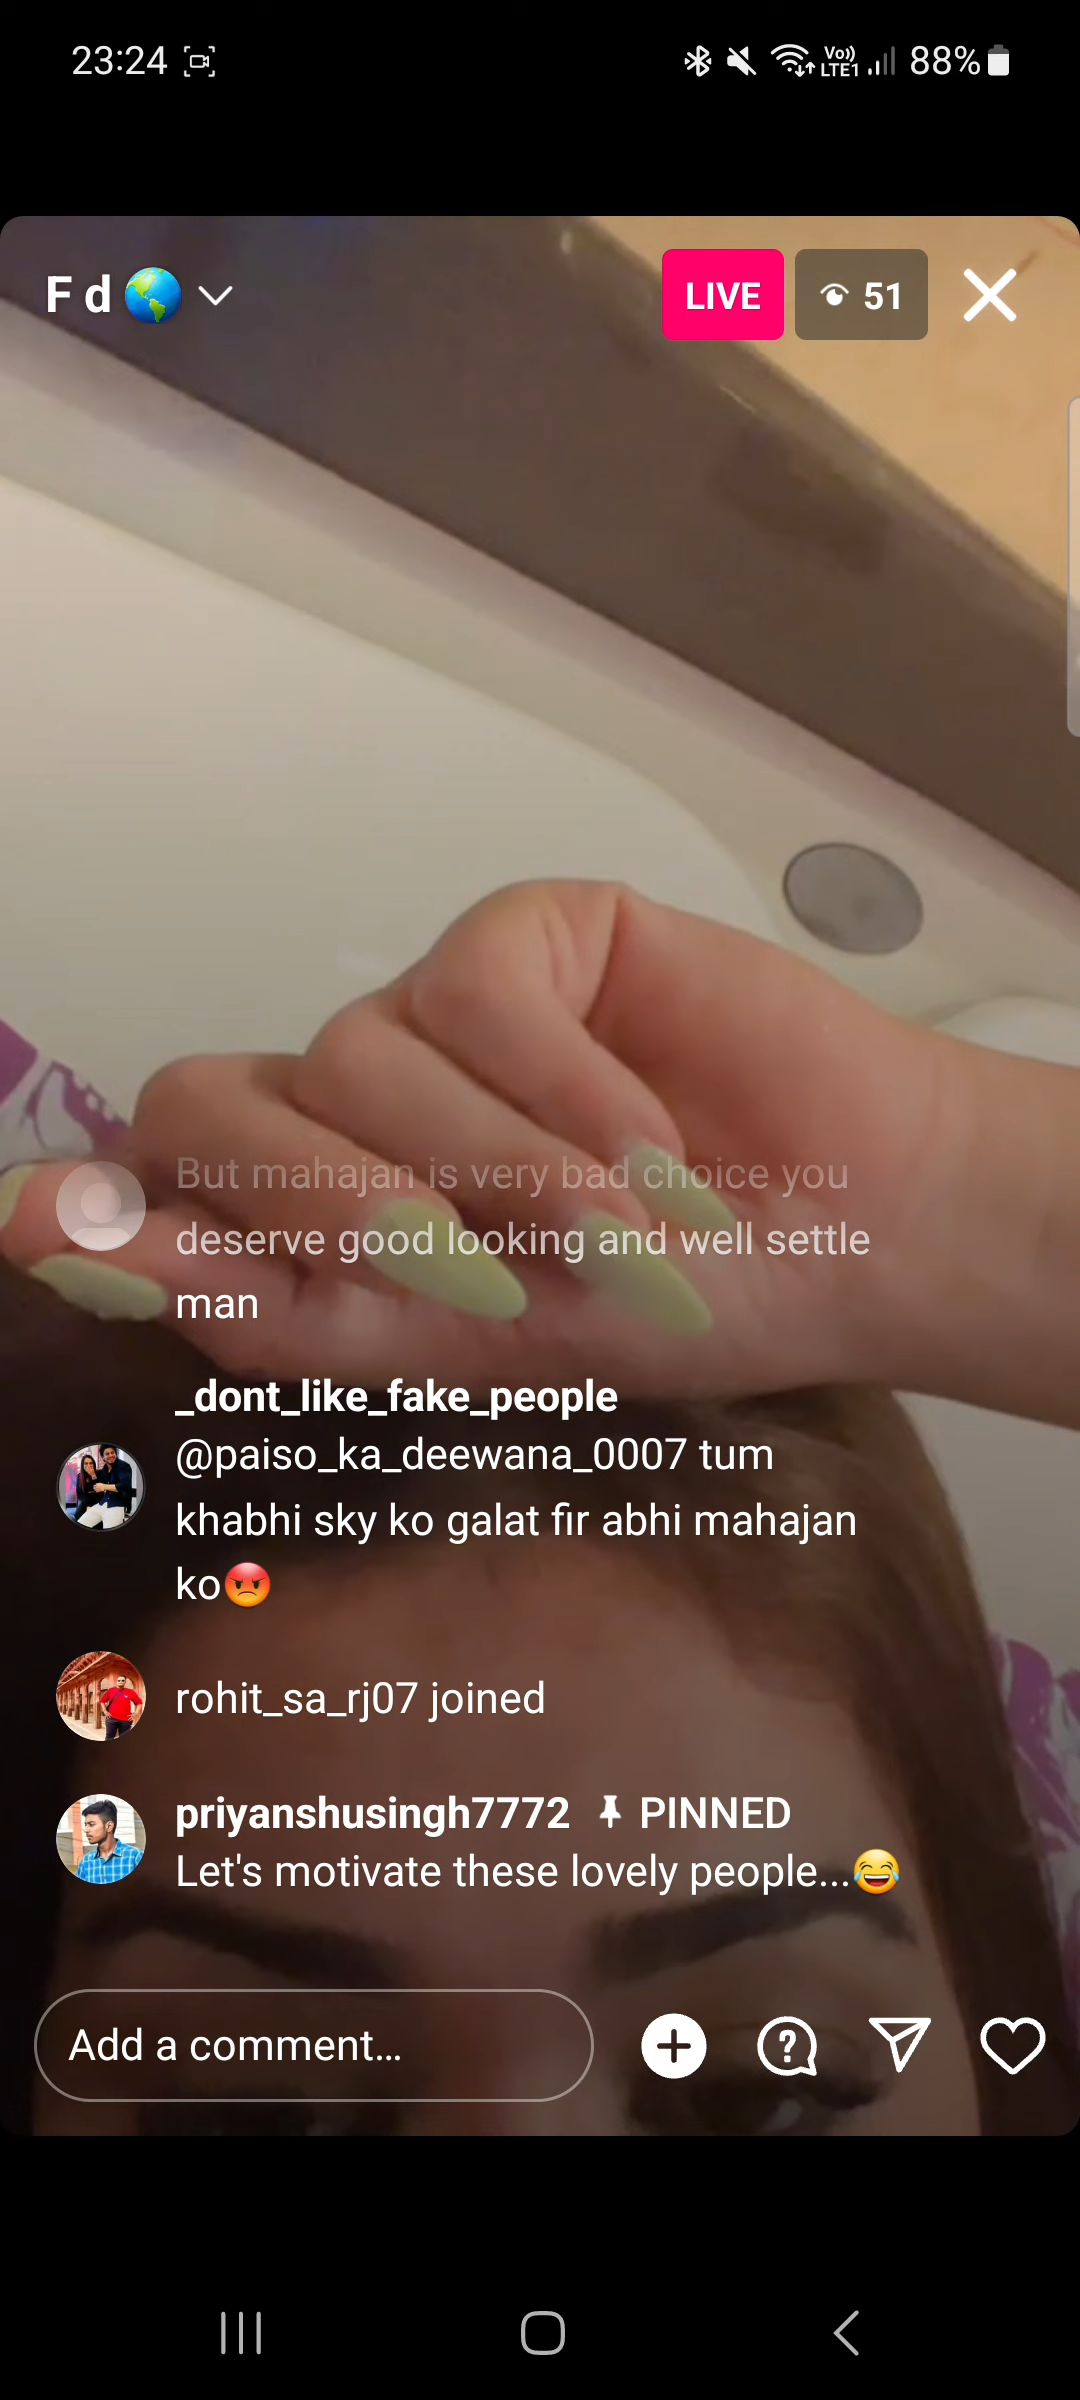 23:24
Vo)) LTE1 88%
F d
LIVE 51
But mahajan is very bad choice you
deserve good looking and well settle
man
_dont_like_fake_people
@paiso_ka_deewana_0007 tum
khabhi sky ko galat fir abhi mahajan
ko😡
rohit_sa_rj07 joined
priyanshusingh7772 PINNED
Let's motivate these lovely people...😂
Add a comment...